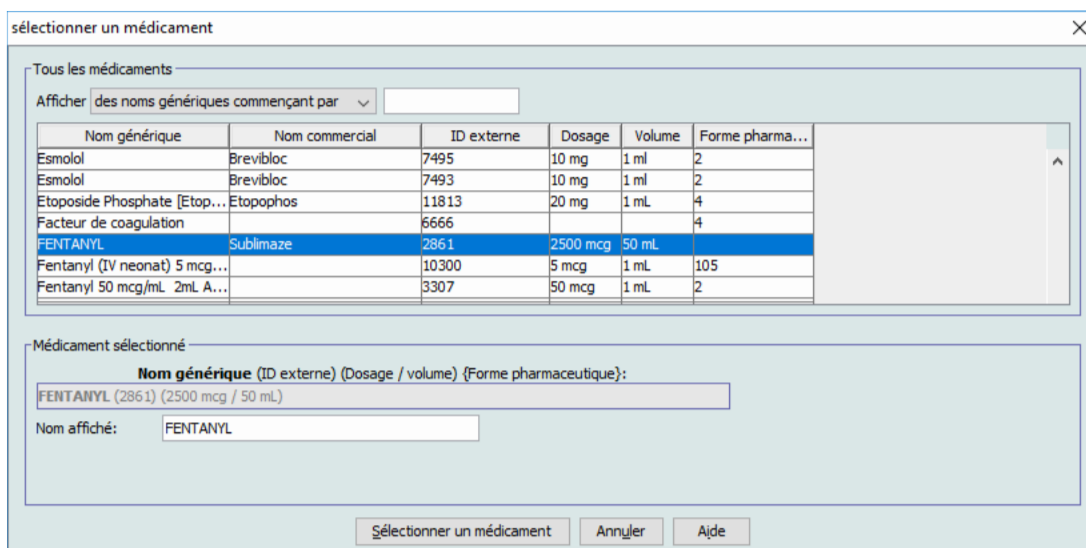 sélectionner un médicament
Tous les médicaments
Afficher des noms génériques commençant par
Nom générique Nom commercial ID externe Dosage Volume Forme pharma...
Esmolol Brevibloc 7495 10 mg 1 ml 2
Esmolol Brevibloc 7493 10 mg 1 ml 2
Etoposide Phosphate [Etop... Etopophos 11813 20 mg 1 mL 4
Facteur de coagulation 6666 4
FENTANYL Sublimaze 2861 2500 mcg 50 mL
Fentanyl (IV neonat) 5 mcg... 10300 5 mcg 1 mL 105
Fentanyl 50 mcg/mL 2mL A... 3307 50 mcg 1 mL 2
Médicament sélectionné
Nom générique (ID externe) (Dosage / volume) {Forme pharmaceutique}:
FENTANYL (2861) (2500 mcg / 50 mL)
Nom affiché: FENTANYL
Sélectionner un médicament Annuler Aide